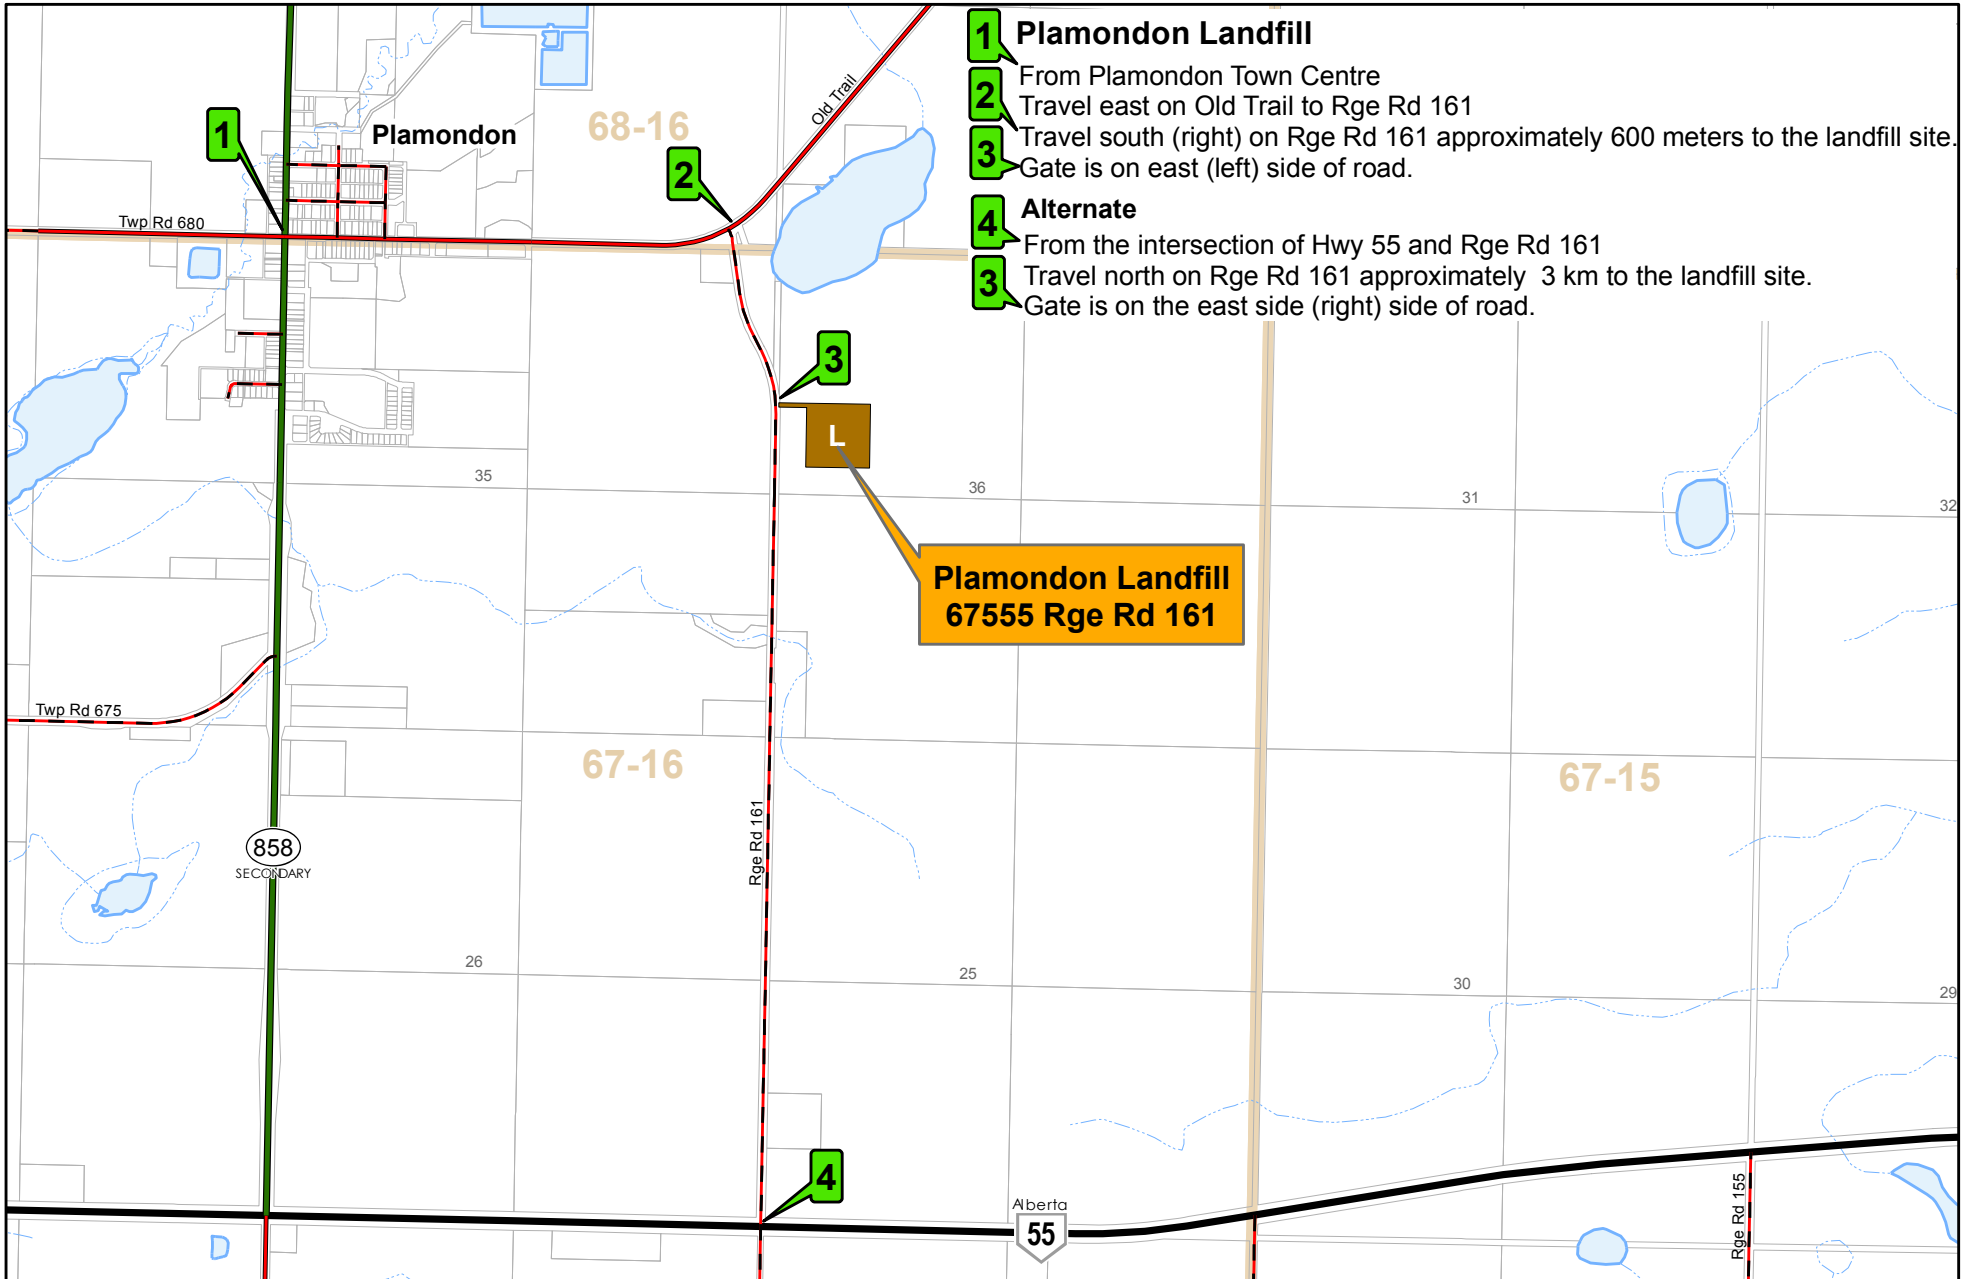 1 Plamondon Landfill
From Plamondon Town Centre
2 Travel east on Old Trail to Rge Rd 161
Travel south (right) on Rge Rd 161 approximately 600 meters to the landfill site.
3 Gate is on east (left) side of road.
4 Alternate
From the intersection of Hwy 55 and Rge Rd 161
3 Travel north on Rge Rd 161 approximately  3 km to the landfill site.
Gate is on the east side (right) side of road.
Old Trail
68-16
1
Plamondon
2
Twp Rd 680
3
L
35
36
31
32
Plamondon Landfill
67555 Rge Rd 161
Twp Rd 675
67-16
67-15
Rge Rd 161
858
SECONDARY
26
25
30
29
4
Alberta
55
Rge Rd 155